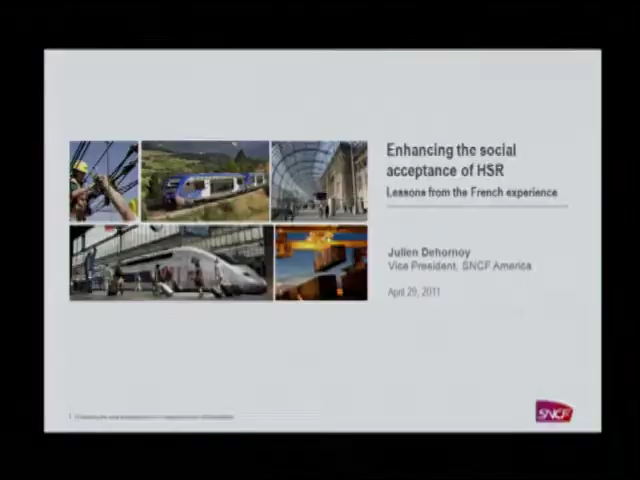 Enhancing the social
acceptance of HSR
Lessons from the French experience
Julien Dehornoy
Vice President, SNCF America
April 29, 2011
SNCF